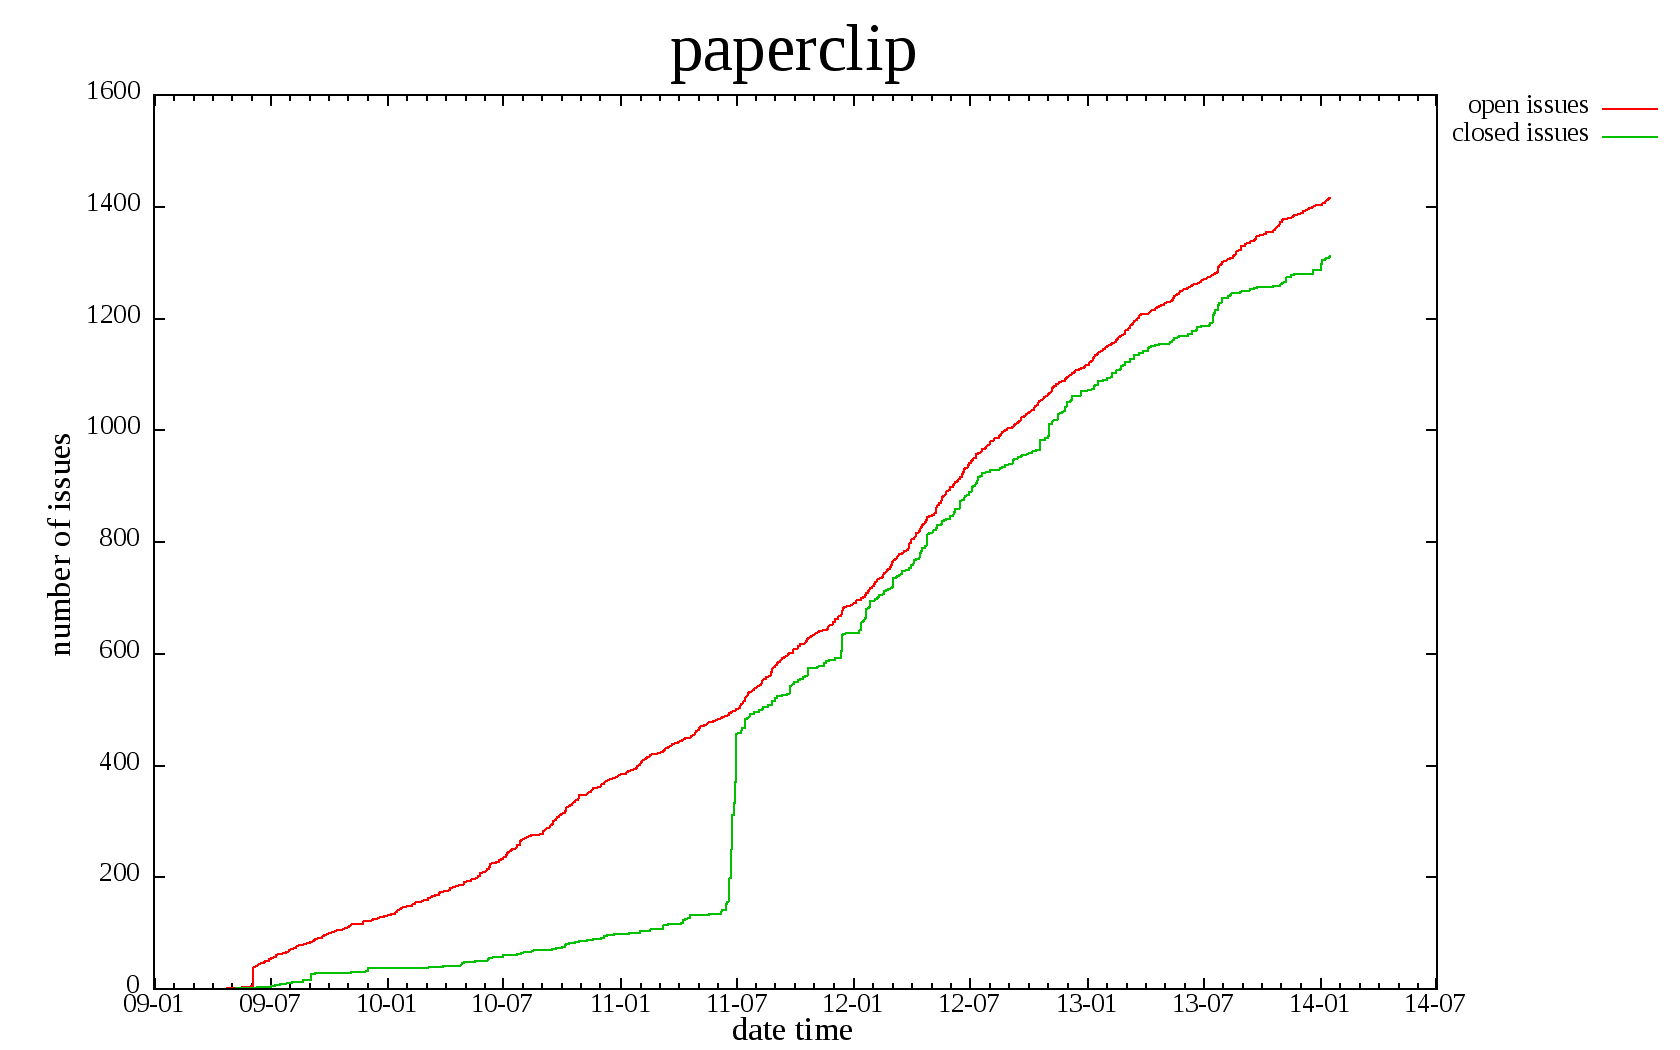 paperclip
open issues
closed issues
number of issues
1600
1400
1200
1000
800
600
400
200
0
09-01 09-07 10-01 10-07 11-01 11-07 12-01 12-07 13-01 13-07 14-01 14-07
date time